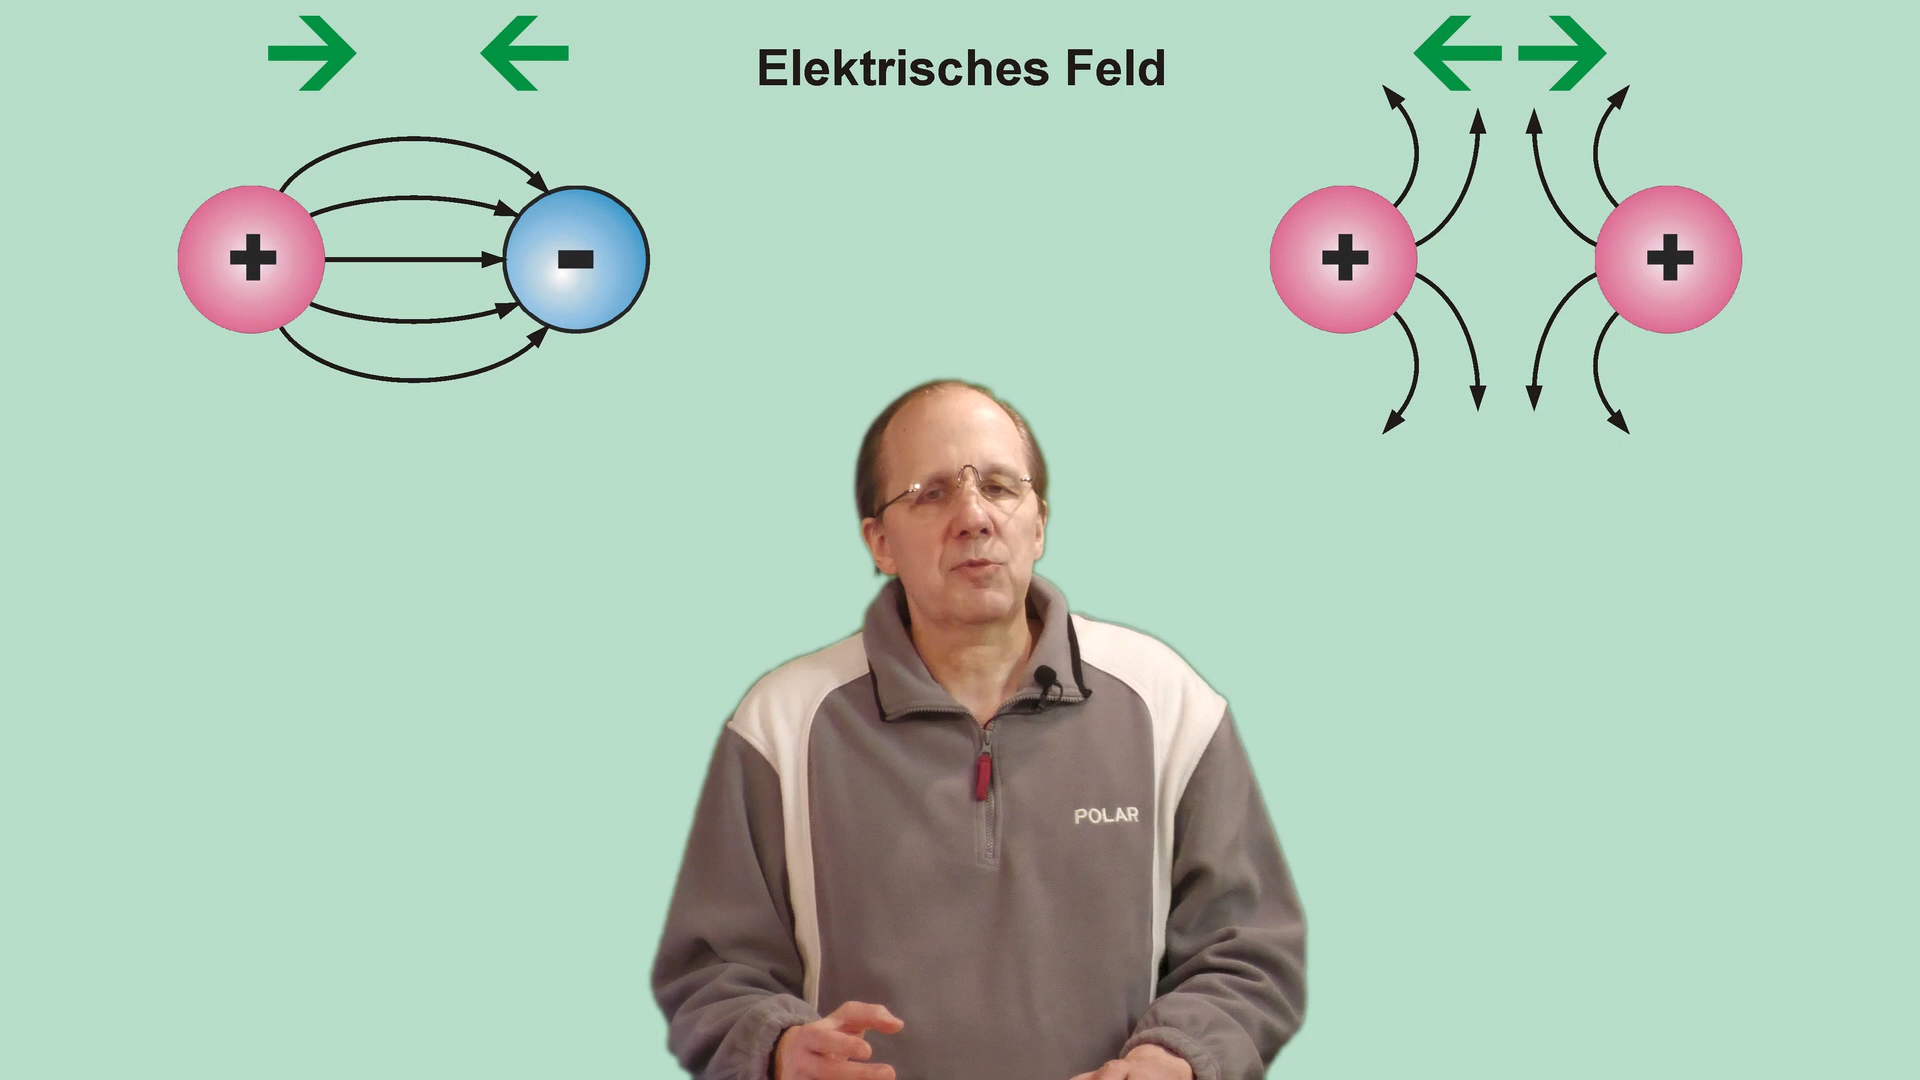 Elektrisches Feld
+
-
+
+
POLAR